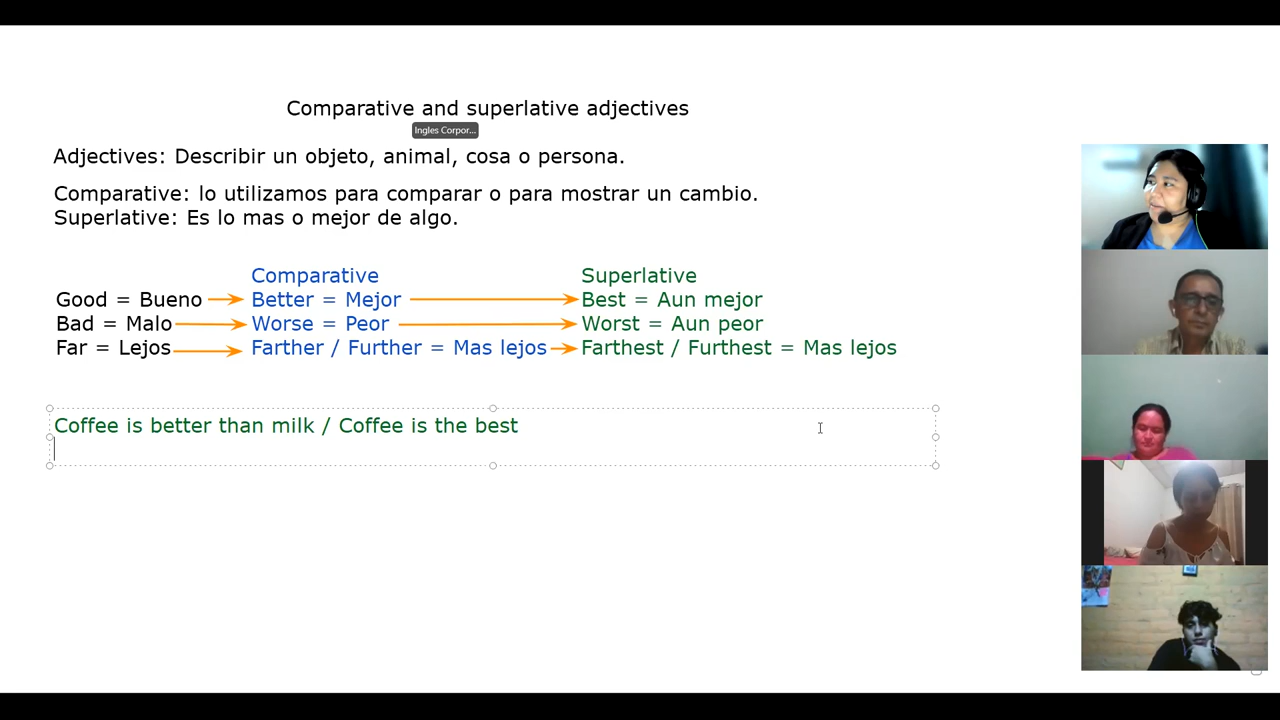 Comparative and superlative adjectives
Ingles Corpor...
Adjectives: Describir un objeto, animal, cosa o persona.
Comparative: lo utilizamos para comparar o para mostrar un cambio.
Superlative: Es lo mas o mejor de algo.
Comparative Superlative
Good = Bueno Better = Mejor Best = Aun mejor
Bad = Malo Worse = Peor Worst = Aun peor
Far = Lejos Farther / Further = Mas lejos Farthest / Furthest = Mas lejos
Coffee is better than milk / Coffee is the best